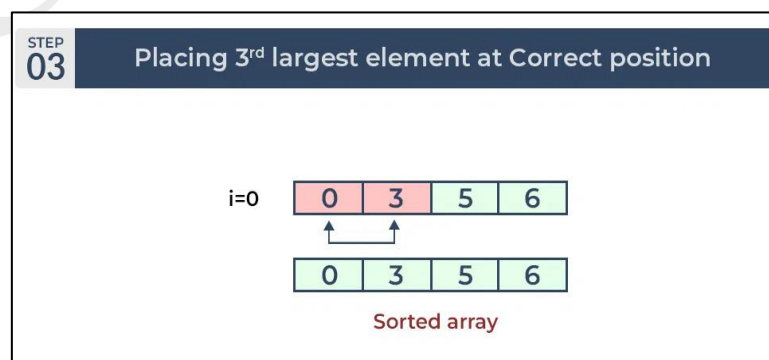 STEP
03
Placing 3rd largest element at Correct position
i=0
0 3 5 6
0 3 5 6
Sorted array